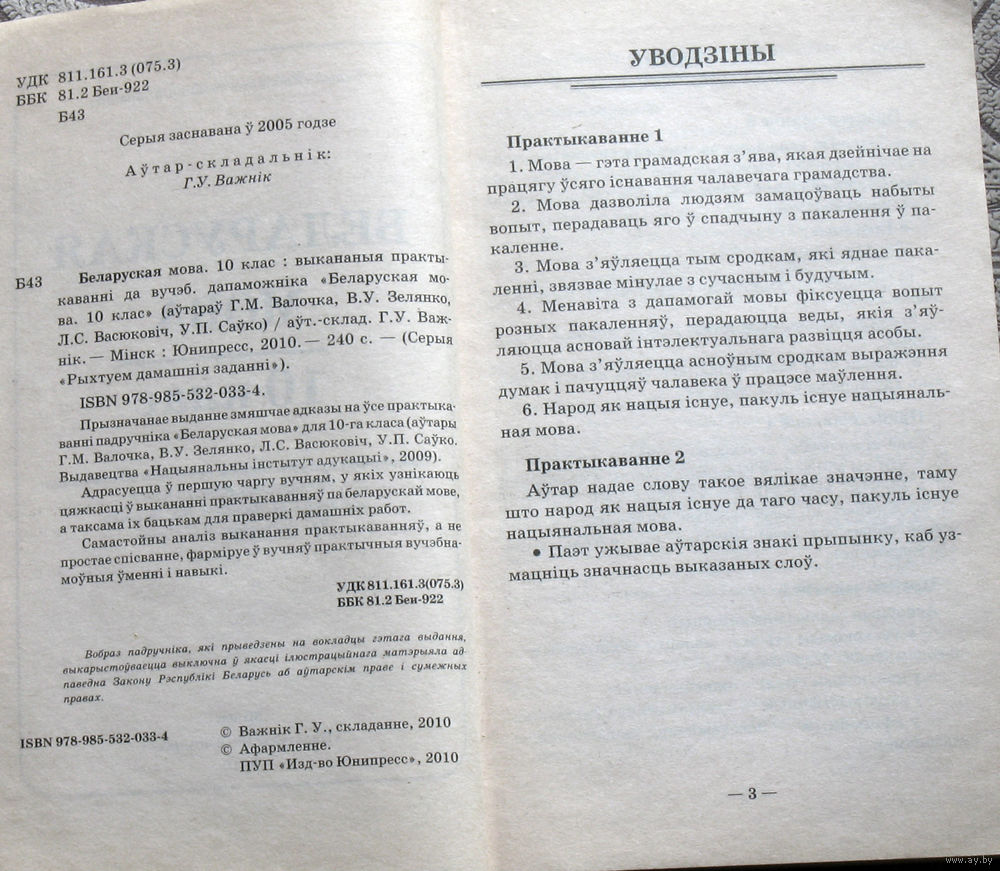 УДК 811.161.3 (075.3)
ББК 81.2 Беи-922
Б43
Серыя заснавана ў 2005 годзе
Аўтар-складальнік:
Г.У. Важнік
Б43
Беларуская мова. 10 клас : выкананыя практы-
каванні да вучэб. дапаможніка «Беларуская мо-
ва. 10 клас» (аўтараў Г.М. Валочка, В.У. Зелянко,
Л.С. Васюковіч, У.П. Саўко) / аўт.-склад. Г.У. Важ-
нік. — Мінск : Юнипресс, 2010. — 240 с. — (Серыя
«Рыхтуем дамашнія заданні»).
ISBN 978-985-532-033-4.
Прызначанае выданне змяшчае адказы на ўсе практыка-
ванні падручніка «Беларуская мова» для 10-га класа (аўтары
Г.М. Валочка, В.У. Зелянко, Л.С. Васюковіч, У.П. Саўко.
Выдавецтва «Нацыянальны інстытут адукацыі», 2009).
Адрасуецца ў першую чаргу вучням, у якіх узнікаюць
цяжкасці ў выкананні практыкаванняў па беларускай мове,
а таксама іх бацькам для праверкі дамашніх работ.
Самастойны аналіз выканання практыкаванняў, а не
простае спісванне, фарміруе ў вучняў практычныя вучэбна-
моўныя ўменні і навыкі.
УДК 811.161.3(075.3)
ББК 81.2 Беи-922
Вобраз падручніка, які прыведзены на вокладцы гэтага выдання,
выкарыстоўваецца выключна ў якасці ілюстрацыйнага матэрыяла ад-
паведна Закону Рэспублікі Беларусь аб аўтарскім праве і сумежных
правах.
ISBN 978-985-532-033-4
© Важнік Г. У., складанне, 2010
© Афармленне.
ПУП «Изд-во Юнипресс», 2010
УВОДЗІНЫ
Практыкаванне 1
1. Мова — гэта грамадская з’ява, якая дзейнічае на
працягу ўсяго існавання чалавечага грамадства.
2. Мова дазволіла людзям замацоўваць набыты
вопыт, перадаваць яго ў спадчыну з пакалення ў па-
каленне.
3. Мова з’яўляецца тым сродкам, які яднае пака-
ленні, звязвае мінулае з сучасным і будучым.
4. Менавіта з дапамогай мовы фіксуецца вопыт
розных пакаленняў, перадаюцца веды, якія з’яў-
ляюцца асновай інтэлектуальнага развіцця асобы.
5. Мова з’яўляецца асноўным сродкам выражэння
думак і пачуццяў чалавека ў працэсе маўлення.
6. Народ як нацыя існуе, пакуль існуе нацыяналь-
ная мова.
Практыкаванне 2
Аўтар надае слову такое вялікае значэнне, таму
што народ як нацыя існуе да таго часу, пакуль існуе
нацыянальная мова.
• Паэт ужывае аўтарскія знакі прыпынку, каб уз-
мацніць значнасць выказаных слоў.
— 3 —
www.ay.by